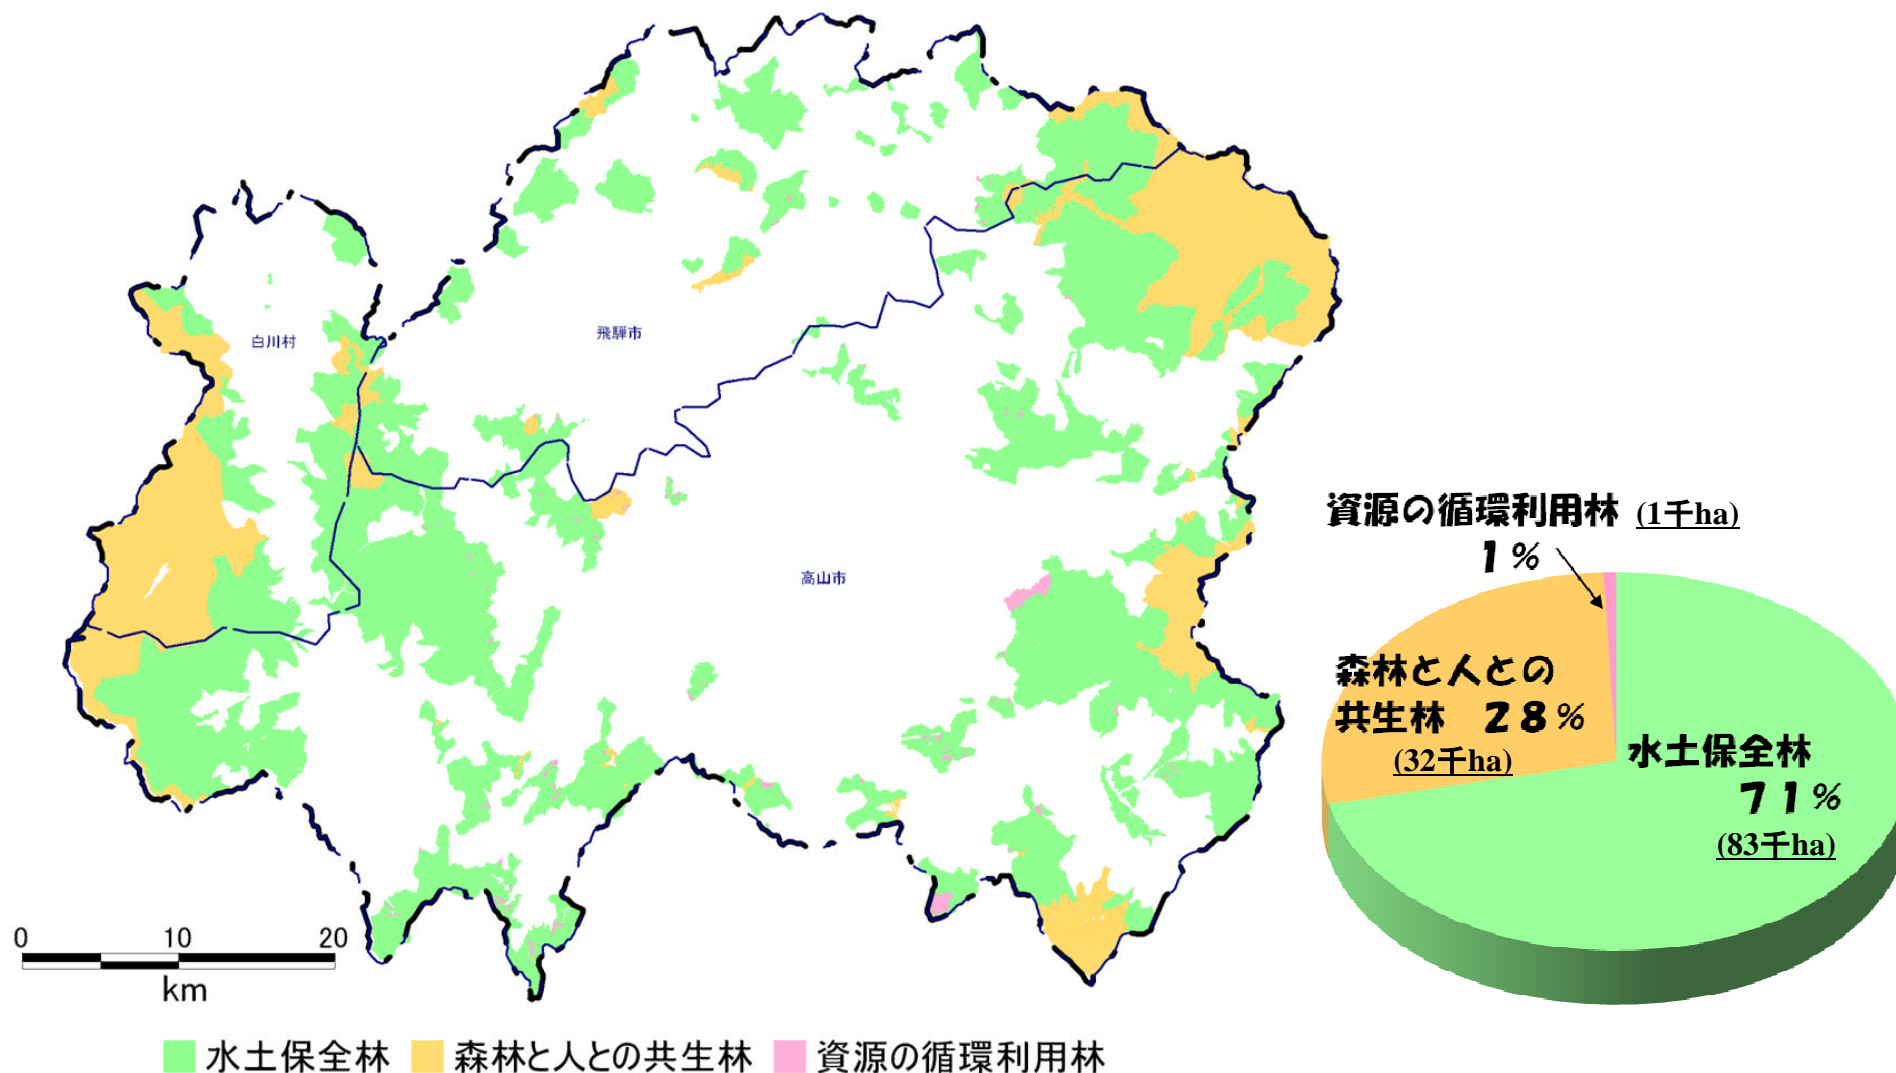 白川村
飛騨市
高山市
資源の循環利用林 (1千ha)
1%
森林と人との
共生林 28%
(32千ha)
水土保全林
71%
(83千ha)
0 10 20
km
水土保全林 森林と人との共生林 資源の循環利用林